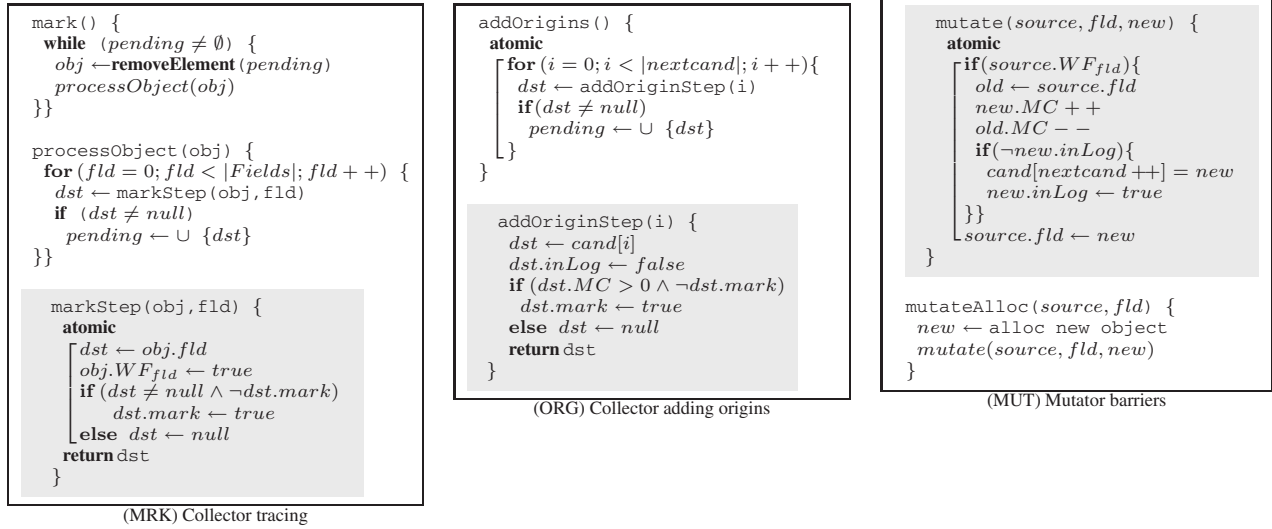 mark() {
while (pending ≠ ∅) {
obj ←removeElement(pending)
processObject(obj)
}}
processObject(obj) {
for (fld = 0; fld < |Fields|; fld + +) {
dst ← markStep(obj,fld)
if (dst ≠ null)
pending ← ∪ {dst}
}}
markStep(obj,fld) {
atomic
dst ← obj.fld
obj.WF_fld ← true
if (dst ≠ null ∧ ¬dst.mark)
dst.mark ← true
else dst ← null
return dst
}
(MRK) Collector tracing
addOrigins() {
atomic
for (i = 0; i < |nextcand|; i + +){
dst ← addOriginStep(i)
if(dst ≠ null)
pending ← ∪ {dst}
}
}
addOriginStep(i) {
dst ← cand[i]
dst.inLog ← false
if (dst.MC > 0 ∧ ¬dst.mark)
dst.mark ← true
else dst ← null
return dst
}
(ORG) Collector adding origins
mutate(source, fld, new) {
atomic
if(source.WF_fld){
old ← source.fld
new.MC + +
old.MC − −
if(¬new.inLog){
cand[nextcand ++] = new
new.inLog ← true
}}
source.fld ← new
}
mutateAlloc(source, fld) {
new ← alloc new object
mutate(source, fld, new)
}
(MUT) Mutator barriers